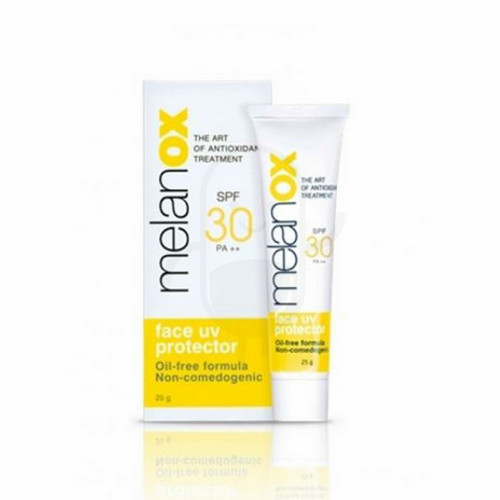 melanox
THE ART
OF ANTIOXIDAN
TREATMENT
SPF
30
PA ++
face uv
protector
Oil-free formula
Non-comedogenic
25 g
melanox
THE ART
OF ANTIOXIDA
TREATMENT
SPF
30
PA ++
face uv
protector
Oil-free formula
Non-comedogenic
25 g